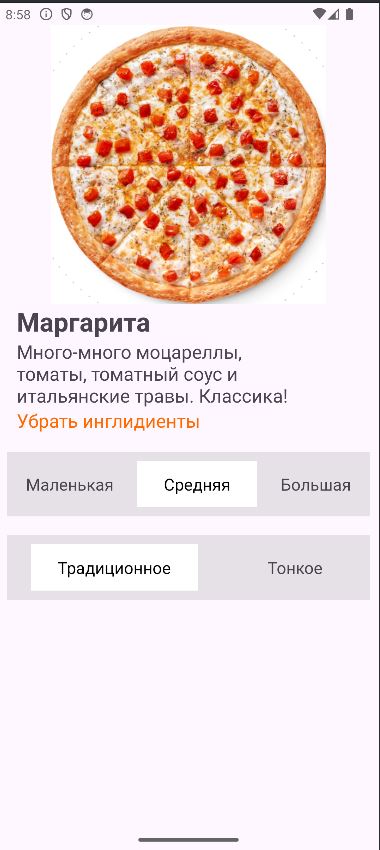 8:58
Маргарита
Много-много моцареллы,
томаты, томатный соус и
итальянские травы. Классика!
Убрать инглидиенты
Маленькая Средняя Большая
Традиционное Тонкое